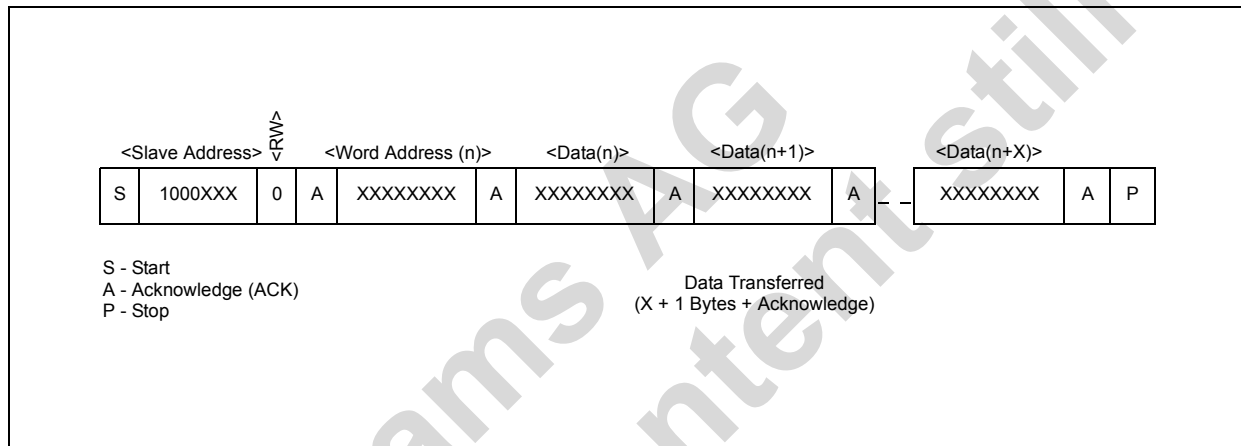 <Slave Address> <RW> <Word Address (n)> <Data(n)> <Data(n+1)> <Data(n+X)>
S 1000XXX 0 A XXXXXXXX A XXXXXXXX A XXXXXXXX A XXXXXXXX A P
S - Start
A - Acknowledge (ACK)
P - Stop
Data Transferred
(X + 1 Bytes + Acknowledge)
ams AG
still